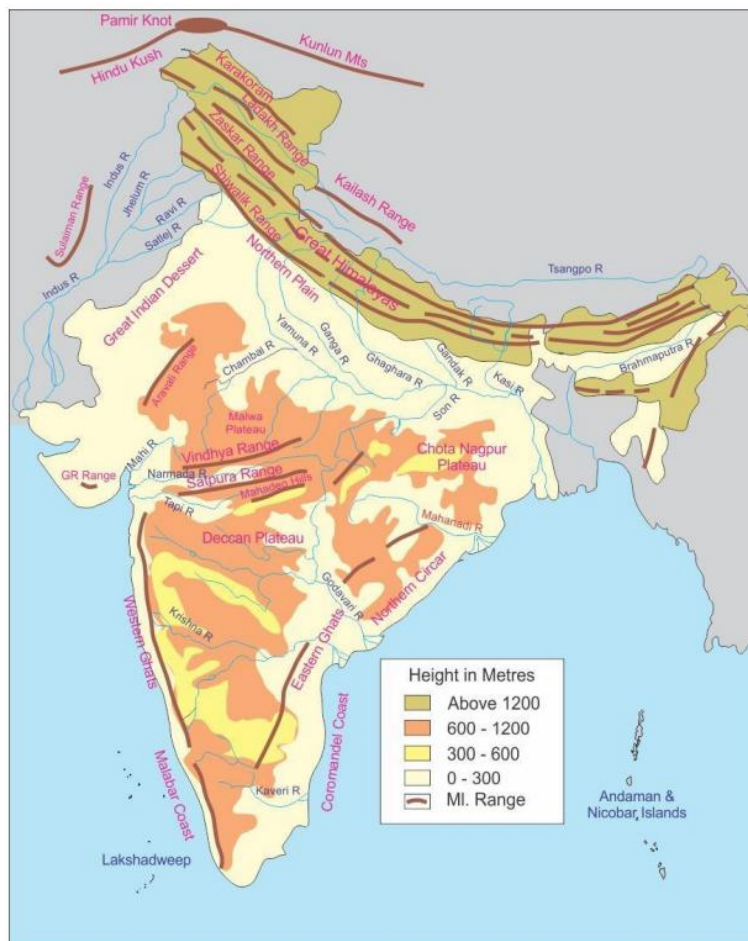 Pamir Knot
Hindu Kush
Kunlun Mts
Karakoram
Ladakh Range
Zaskar Range
Kailash Range
Shiwalik Range
Great Himalayas
Sulaiman Range
Indus R
Jhelum R
Ravi R
Satlej R
Indus R
Tsangpo R
Great Indian Dessert
Northern Plain
Ganga R
Yamuna R
Chambal R
Ghaghara R
Gandak R
Kasi R
Brahmaputra R
Aravali Range
Malwa
Plateau
Son R
Vindhya Range
Mahi R
Chota Nagpur
Plateau
GR Range
Narmada R
Satpura Range
Mahadeo Hills
Tapi R
Mahanadi R
Deccan Plateau
Godavari R
Northern Circar
Western Ghats
Krishna R
Eastern Ghats
Height in Metres
Above 1200
600 - 1200
300 - 600
0 - 300
Ml. Range
Malabar Coast
Coromandel Coast
Kaveri R
Andaman &
Nicobar Islands
Lakshadweep